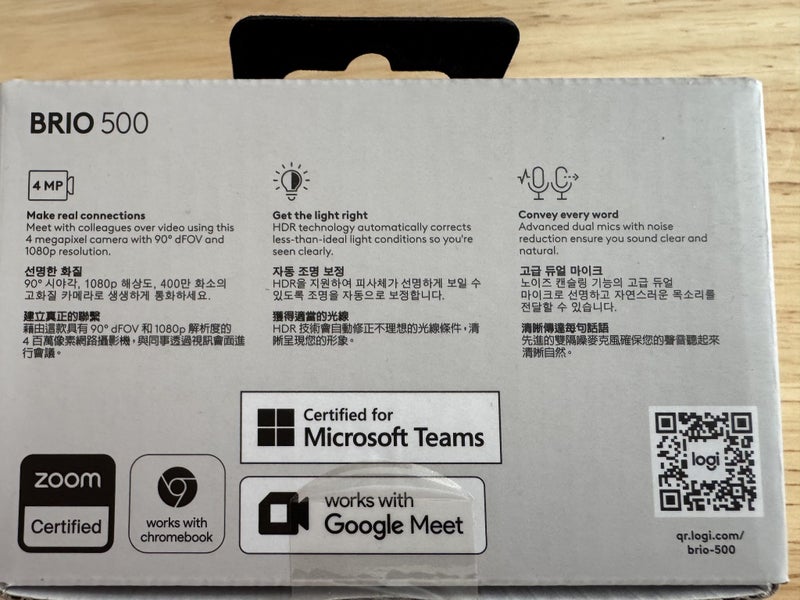 BRIO 500
4 MP
Make real connections
Meet with colleagues over video using this
4 megapixel camera with 90° dFOV and
1080p resolution.
선명한 화질
90° 시야각, 1080p 해상도, 400만 화소의
고화질 카메라로 생생하게 통화하세요.
建立真正的聯繫
藉由這款具有 90° dFOV 和 1080p 解析度的
4 百萬像素網路攝影機，與同事透過視訊會面進
行會議。
Get the light right
HDR technology automatically corrects
less-than-ideal light conditions so you're
seen clearly.
자동 조명 보정
HDR을 지원하여 피사체가 선명하게 보일 수
있도록 조명을 자동으로 보정합니다.
獲得適當的光線
HDR 技術會自動修正不理想的光線條件，清
晰呈現您的形象。
Convey every word
Advanced dual mics with noise
reduction ensure you sound clear and
natural.
고급 듀얼 마이크
노이즈 캔슬링 기능의 고급 듀얼
마이크로 선명하고 자연스러운 목소리를
전달할 수 있습니다.
清晰傳達每句話語
先進的雙隔噪麥克風確保您的聲音聽起來
清晰自然。
Certified for
Microsoft Teams
zoom
Certified
works with
chromebook
works with
Google Meet
logi
qr.logi.com/
brio-500